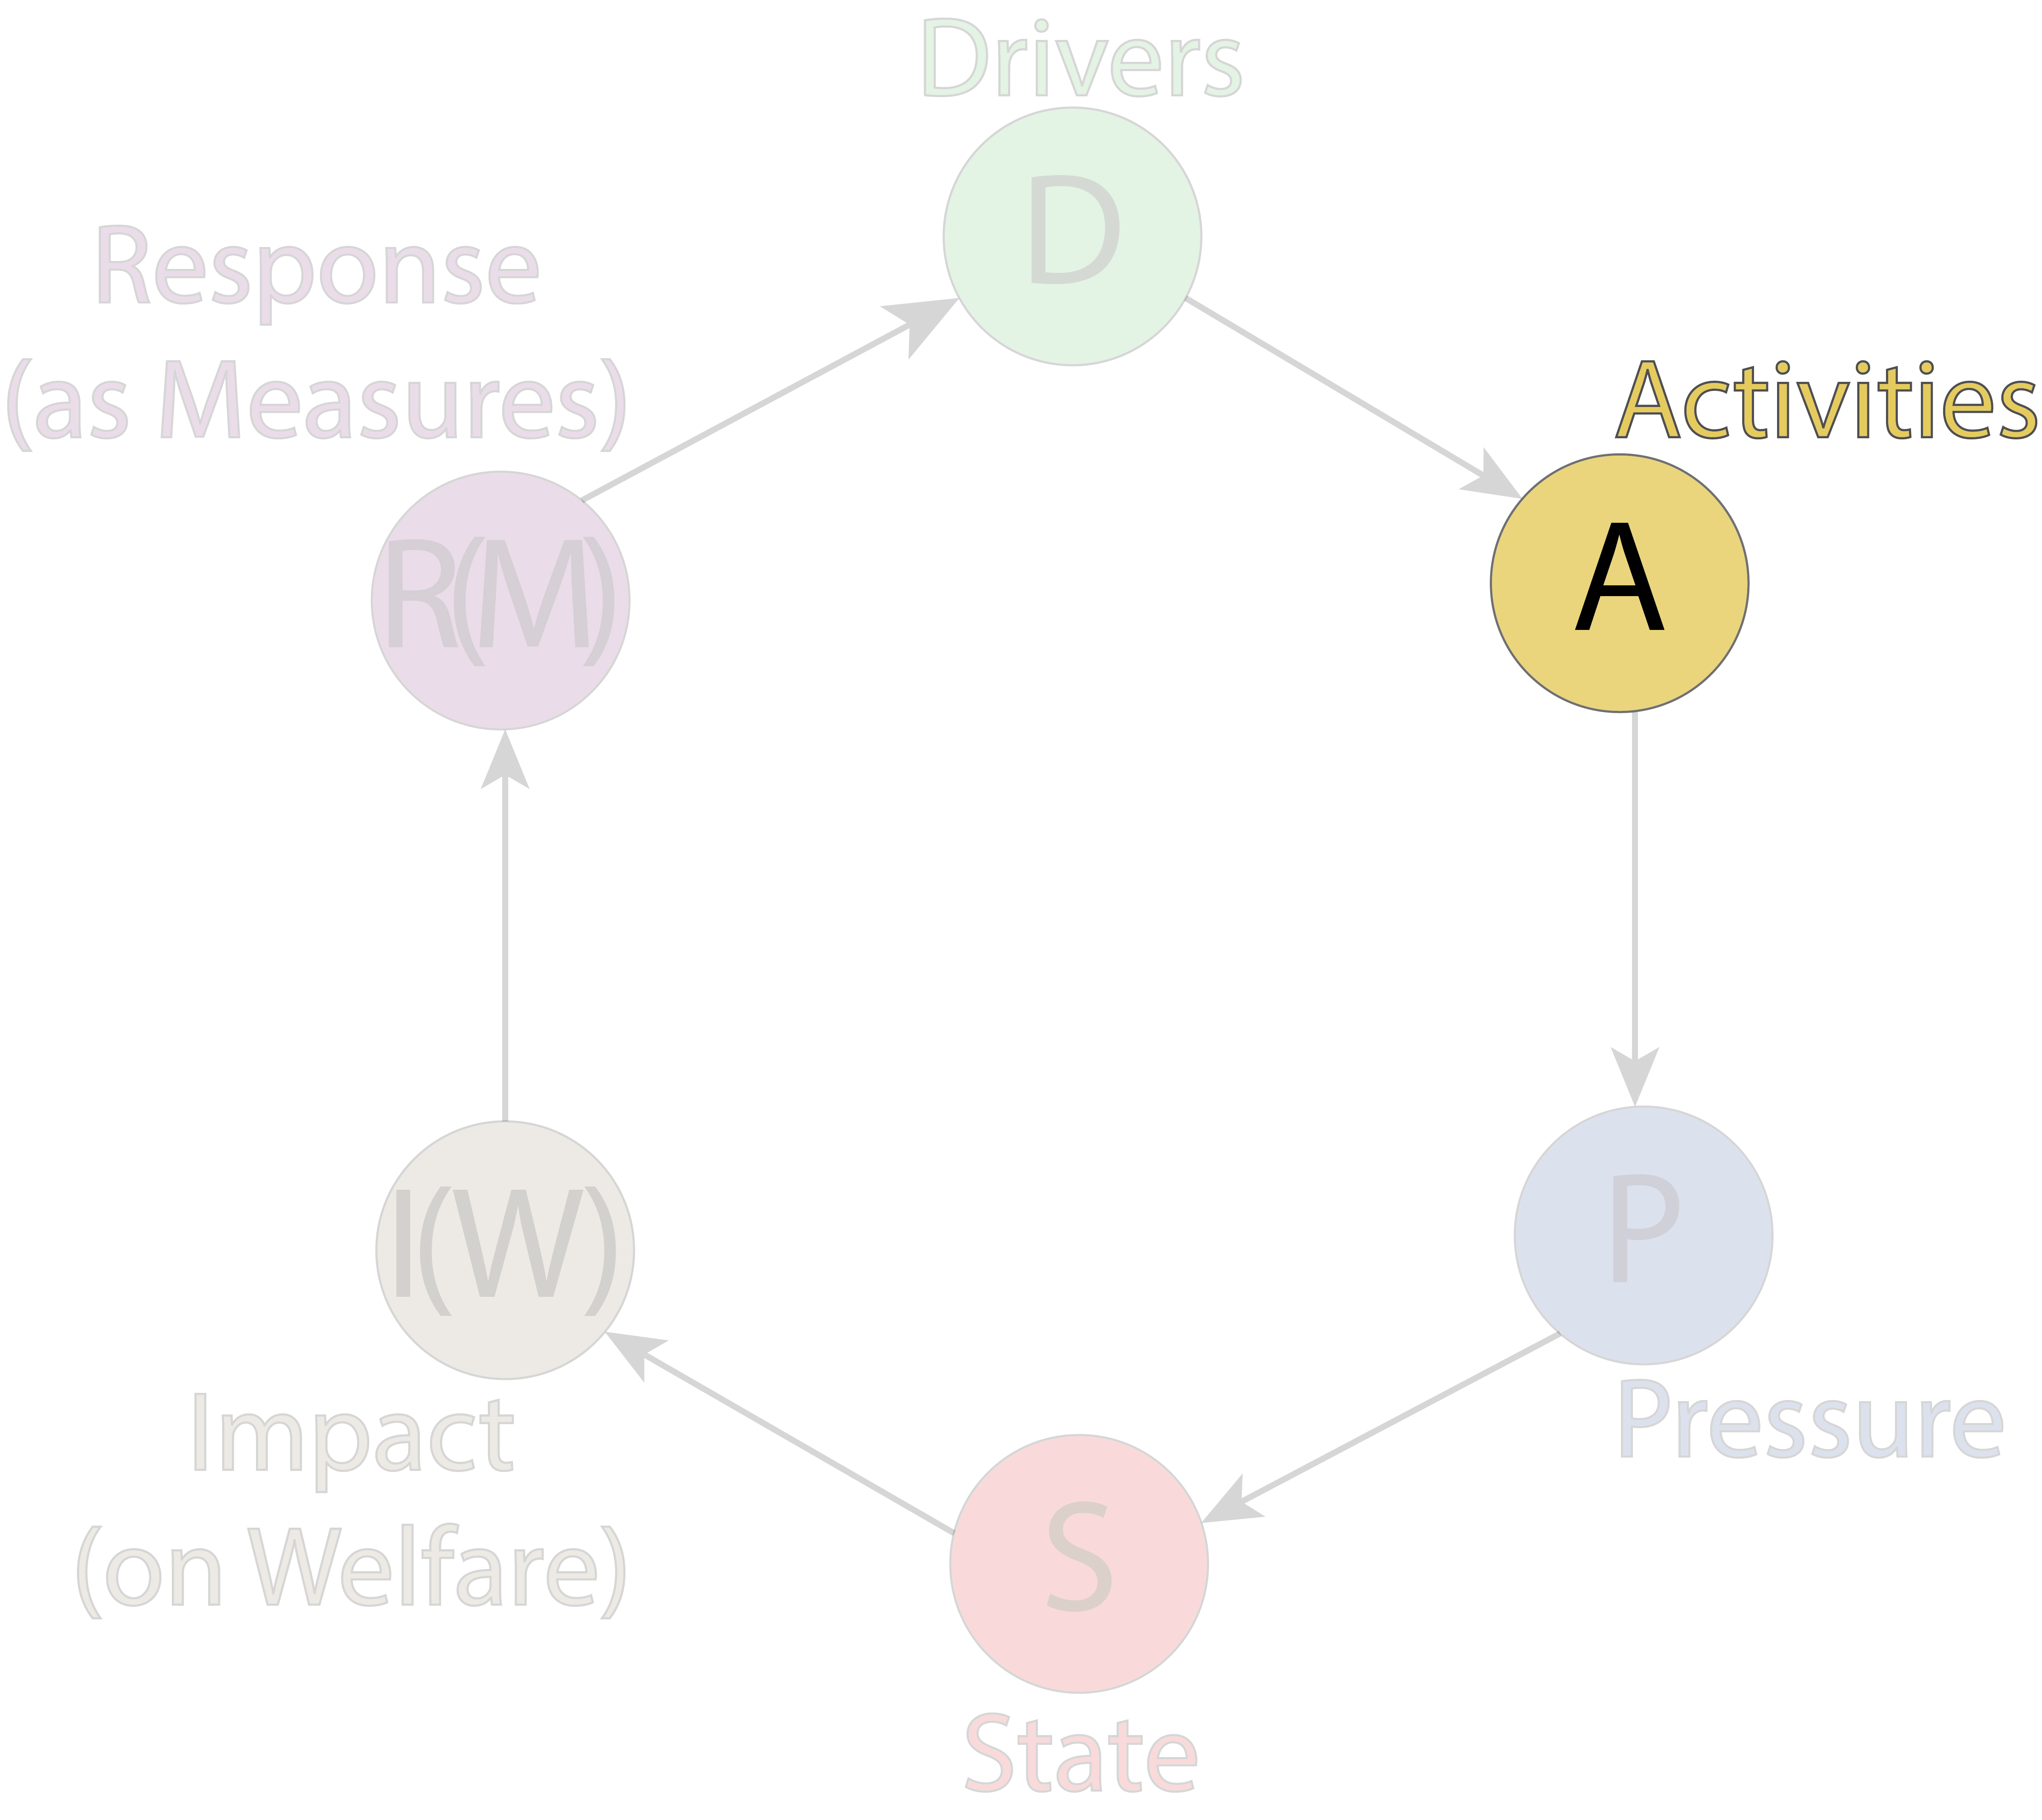 Drivers
D
Response
(as Measures)
Activities
R(M)
A
I(W)
P
Impact
(on Welfare)
Pressure
S
State